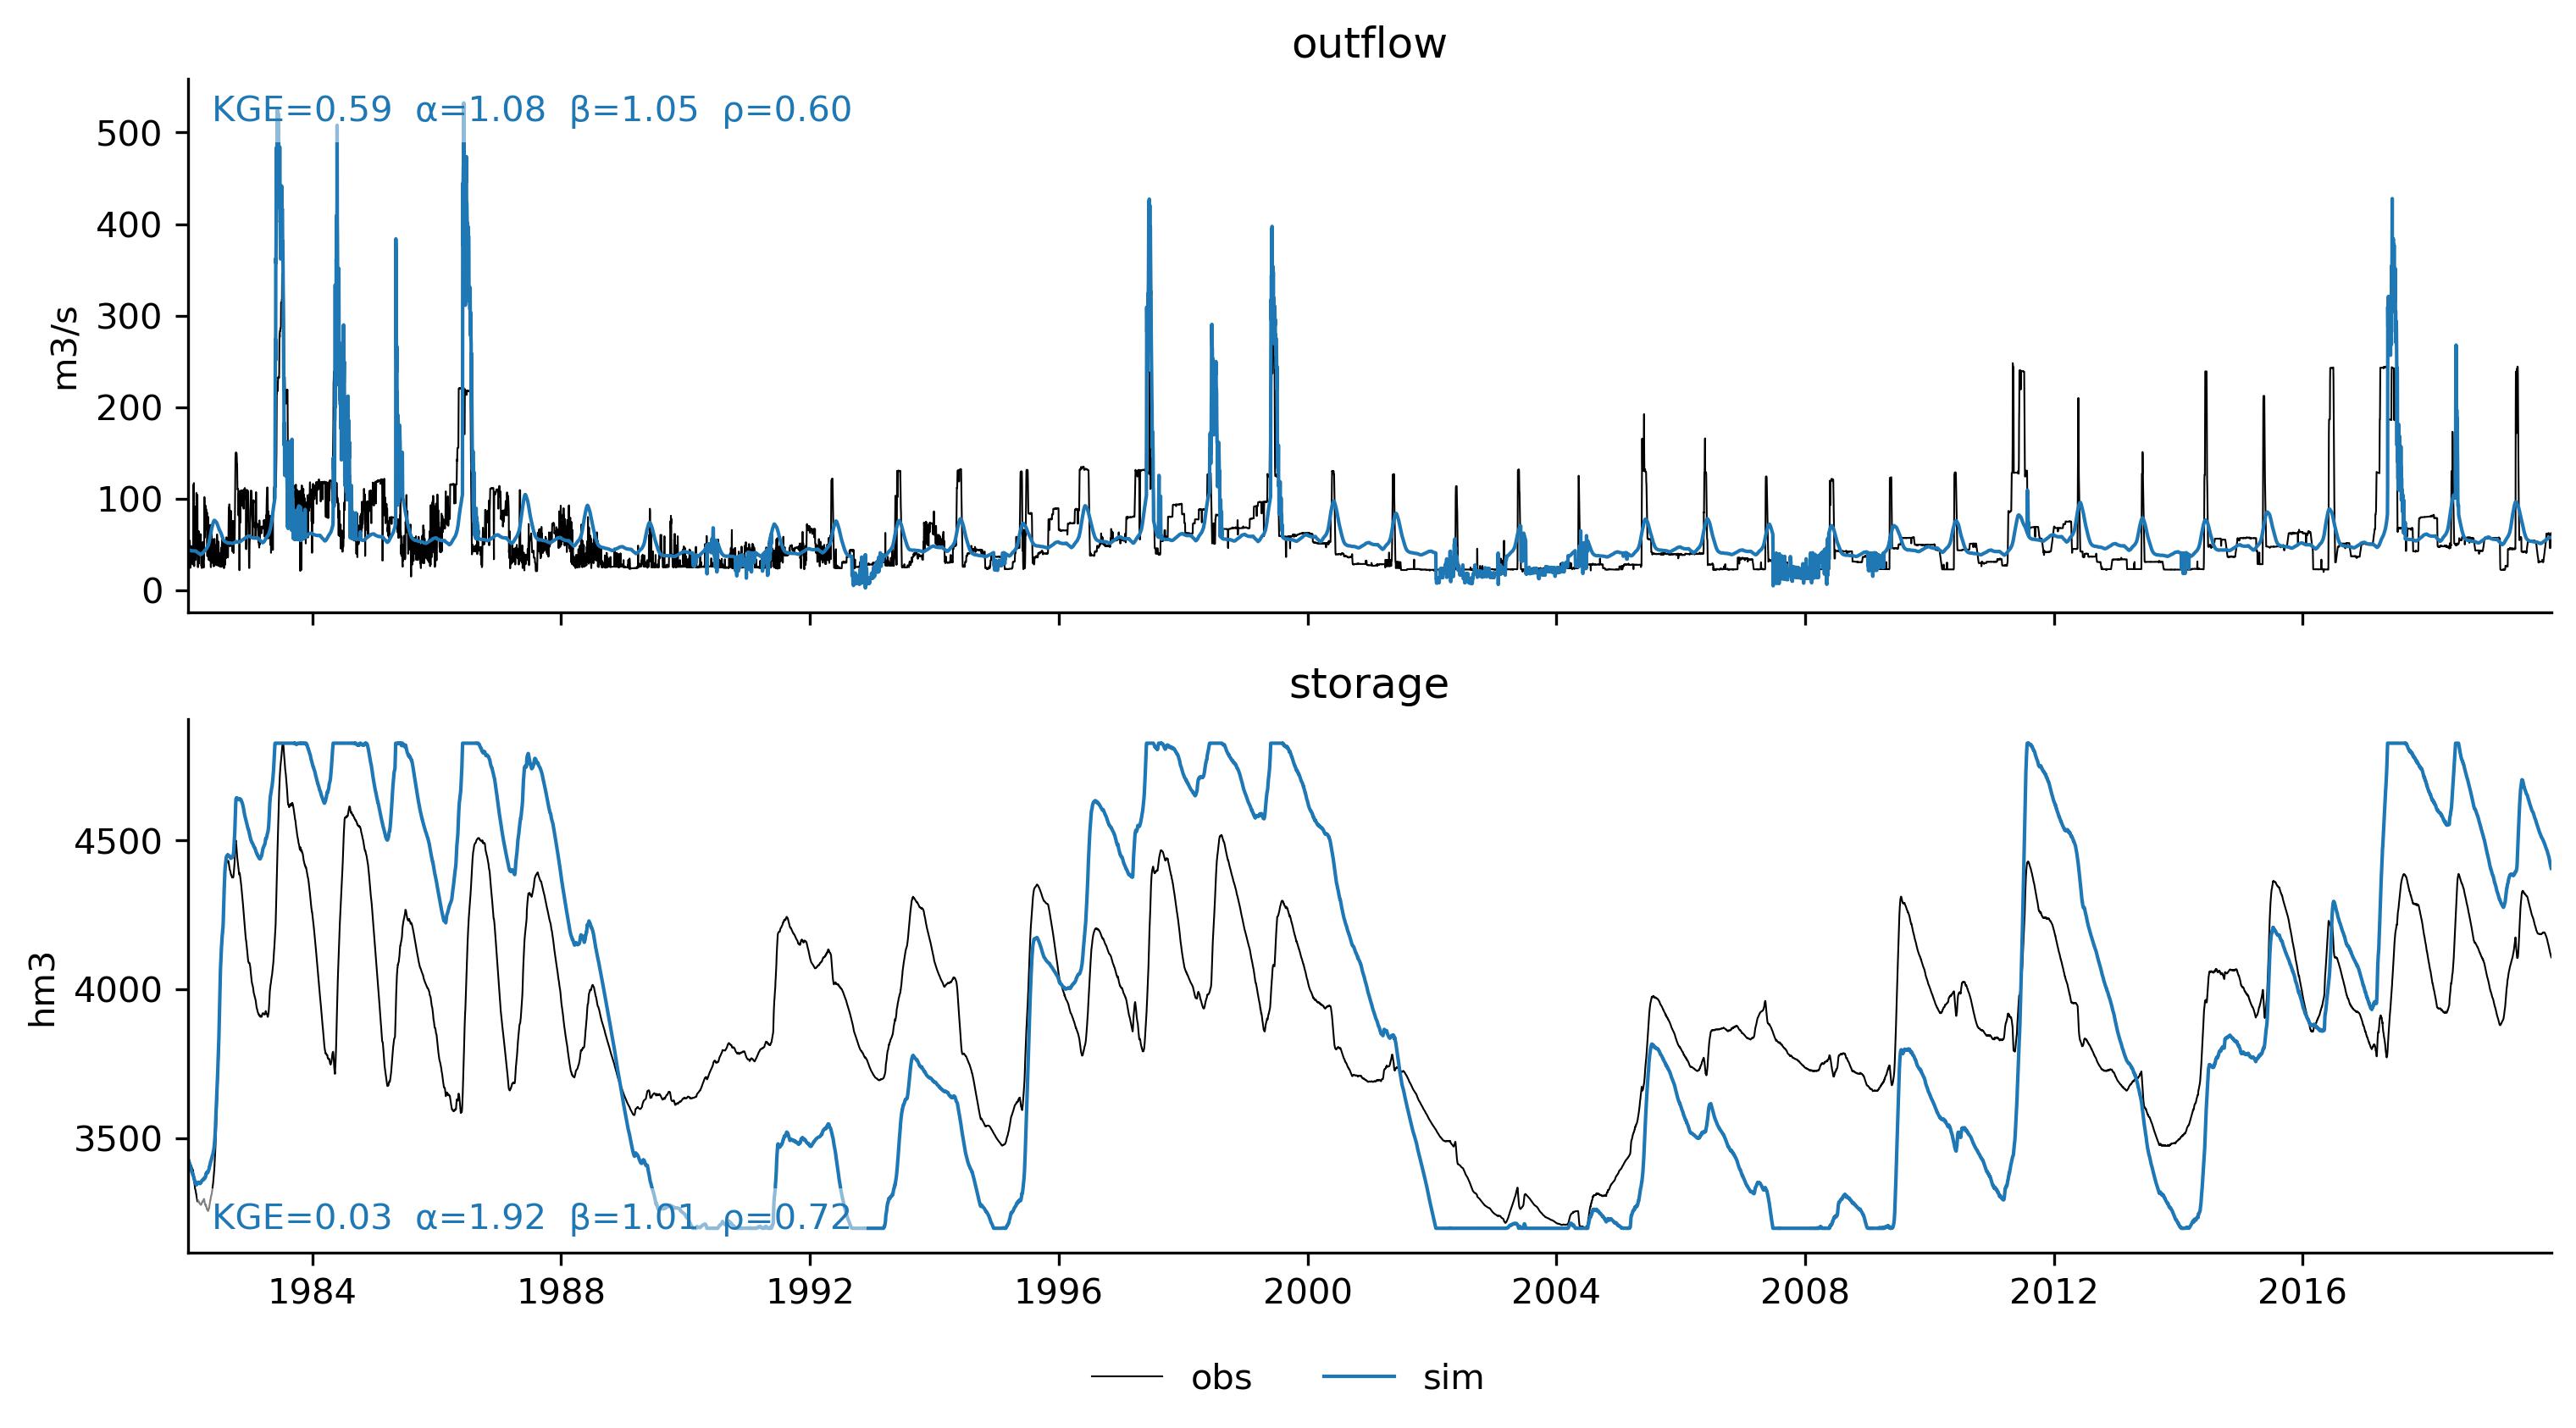 outflow
KGE=0.59 α=1.08 β=1.05 ρ=0.60
m3/s
500
400
300
200
100
0
storage
hm3
4500
4000
3500
KGE=0.03 α=1.92 β=1.01 ρ=0.72
1984 1988 1992 1996 2000 2004 2008 2012 2016
obs sim